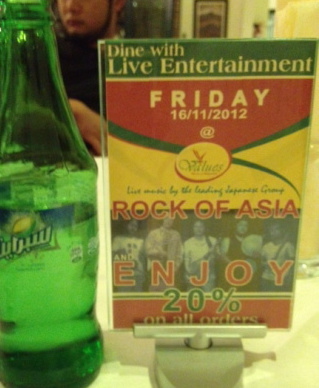 Dine with
Live Entertainment
FRIDAY
16/11/2012
@
Values
Live music by the leading Japanese Group
ROCK OF ASIA
AND
ENJOY
20%
on all orders
سبرايت